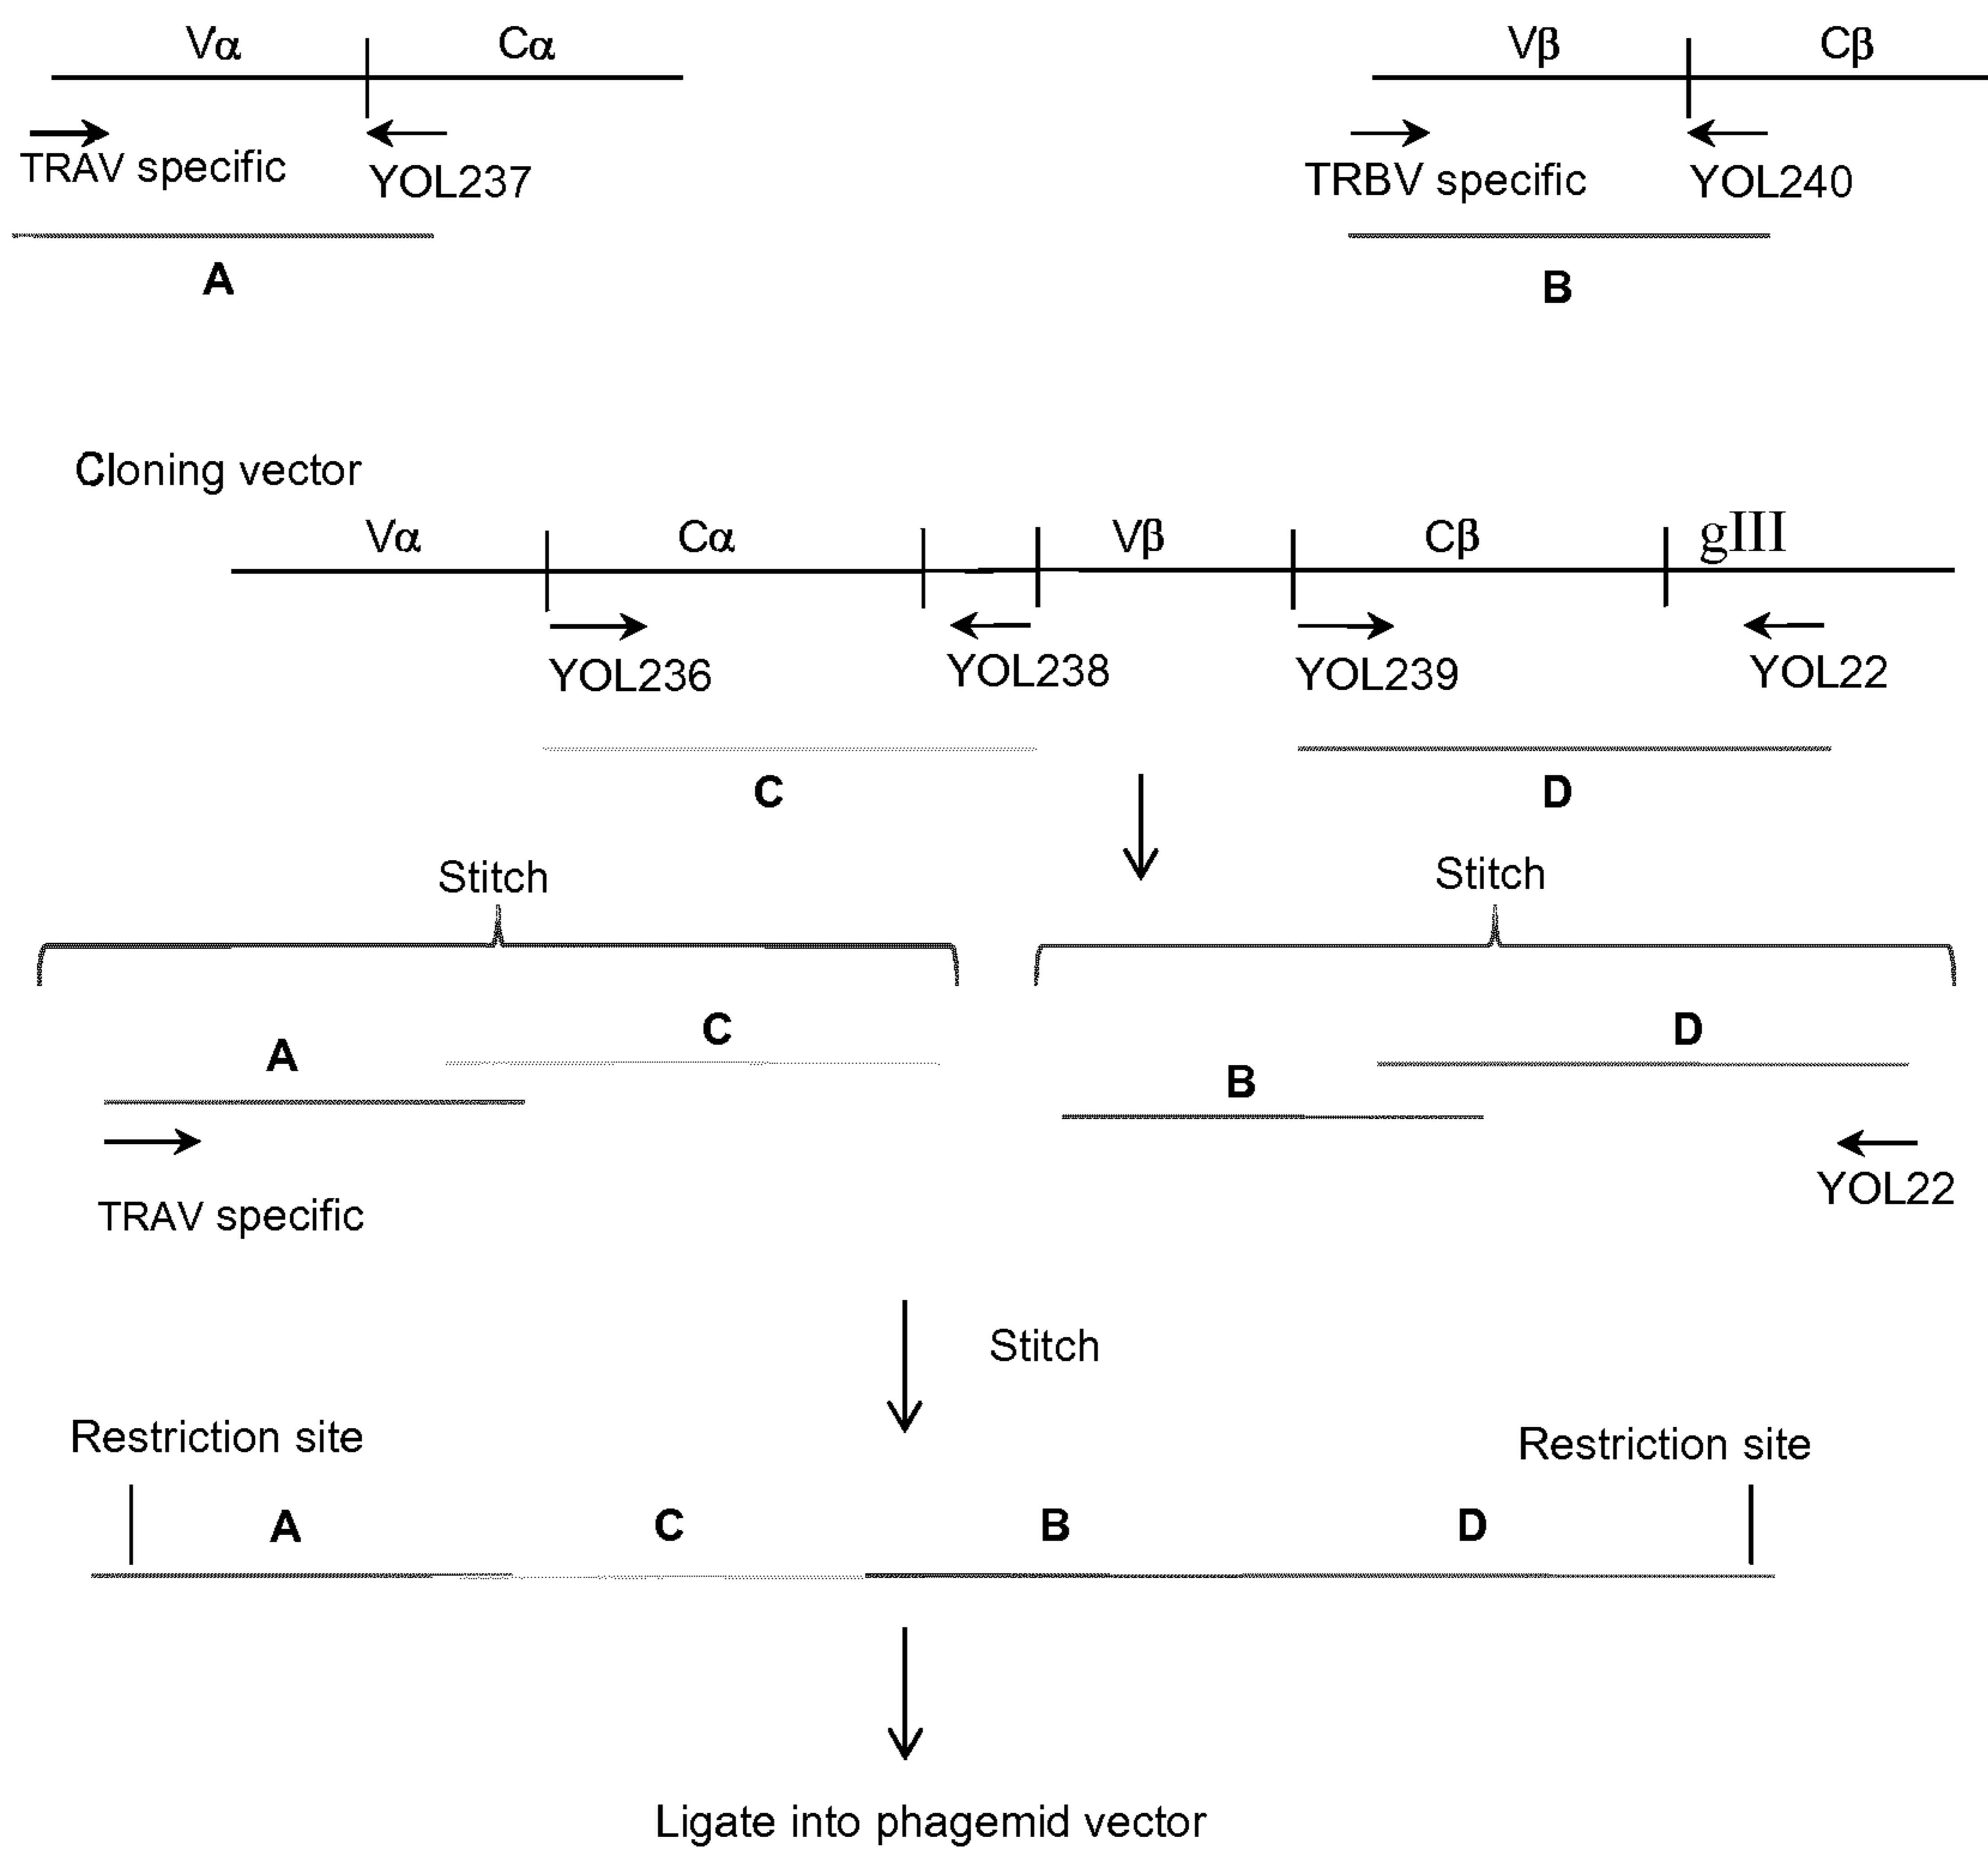 Vα Cα Vβ Cβ
TRAV specific YOL237 TRBV specific YOL240
A B
Cloning vector
Vα Cα Vβ Cβ gIII
YOL236 YOL238 YOL239 YOL22
C D
Stitch Stitch
A C B D
TRAV specific YOL22
Stitch
Restriction site Restriction site
A C B D
Ligate into phagemid vector